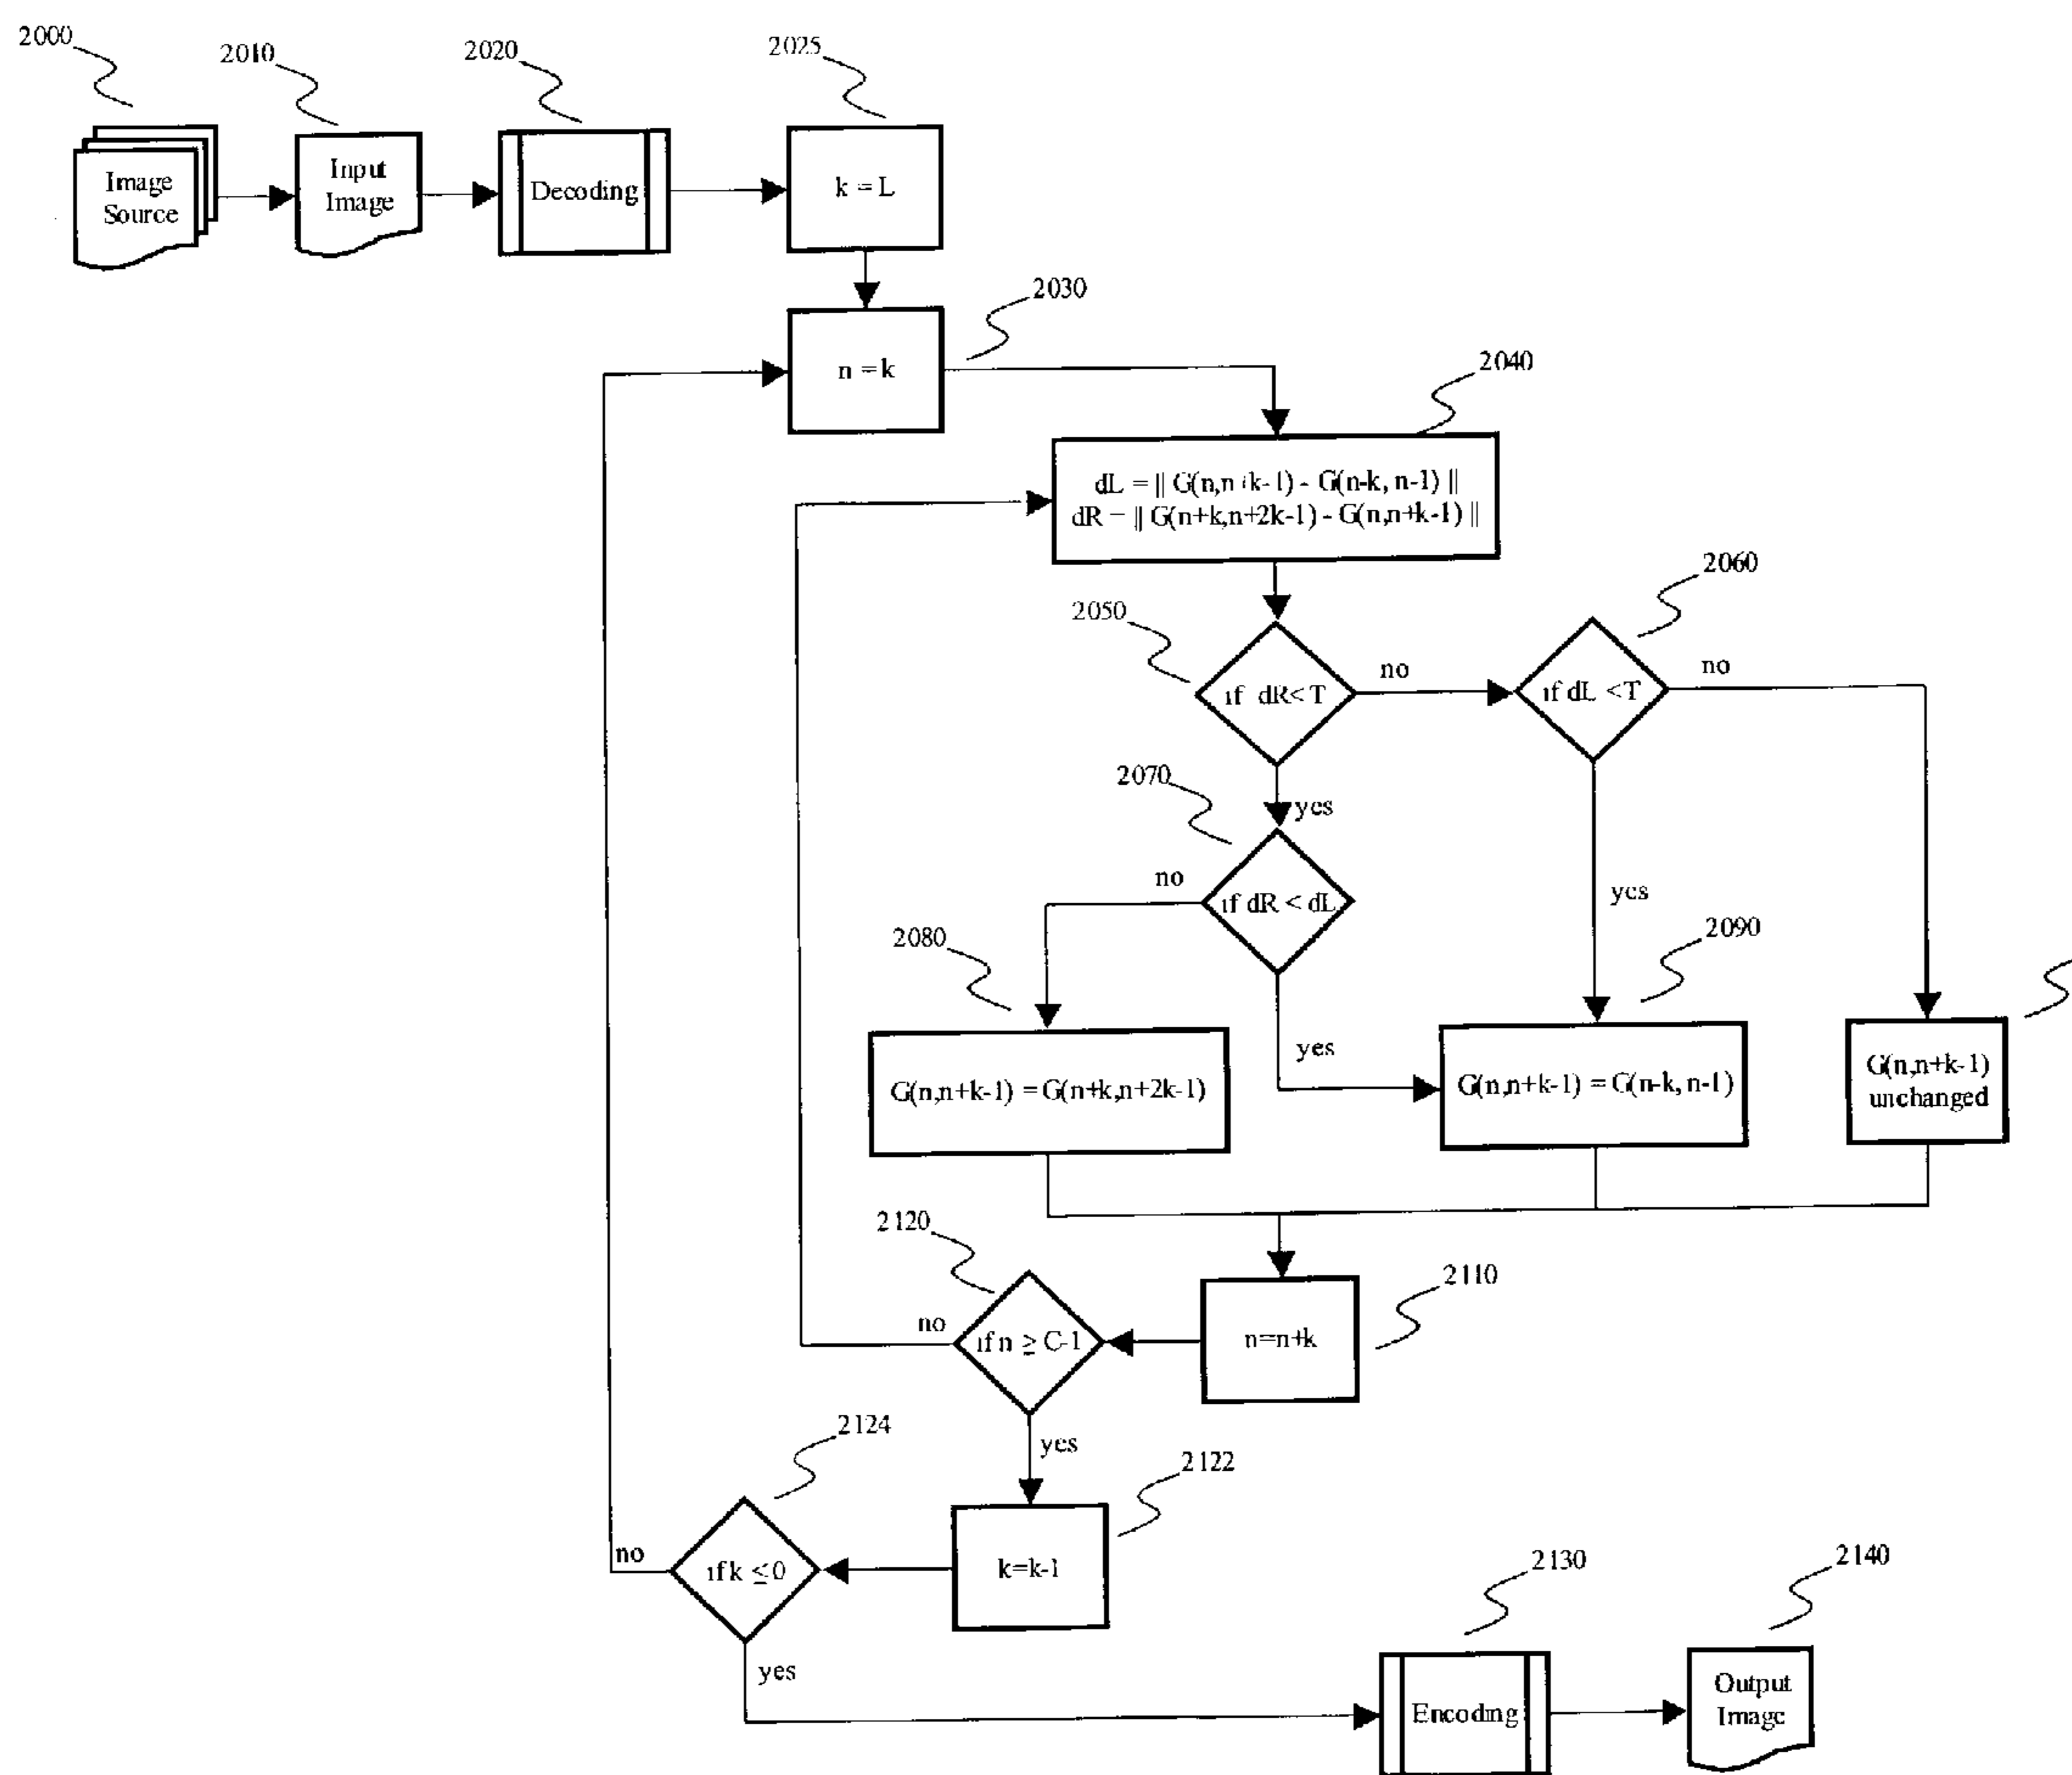 2000
2010
2020
2025
Image
Source
Input
Image
Decoding
k = L
2030
n = k
2040
dL = || G(n,n+k-1) - G(n-k, n-1) ||
dR = || G(n+k,n+2k-1) - G(n,n+k-1) ||
2050
2060
if dR< T
no
if dL <T
no
2070
yes
if dR < dL
no
yes
2080
2090
yes
G(n,n+k-1) = G(n+k,n+2k-1)
G(n,n+k-1) = G(n-k, n-1)
G(n,n+k-1)
unchanged
2120
2110
no
if n ≥ C-1
n=n+k
yes
2124
2122
no
if k ≤0
k=k-1
yes
2130
2140
Encoding
Output
Image